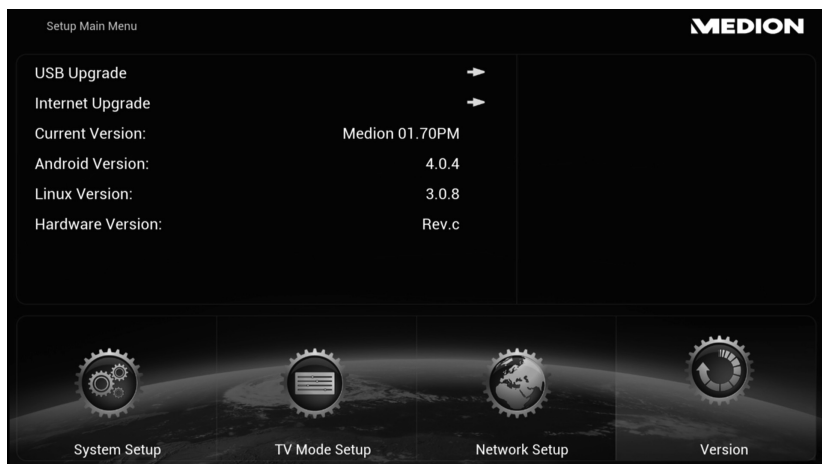 Setup Main Menu
MEDION
USB Upgrade
Internet Upgrade
Current Version: Medion 01.70PM
Android Version: 4.0.4
Linux Version: 3.0.8
Hardware Version: Rev.c
System Setup TV Mode Setup Network Setup Version